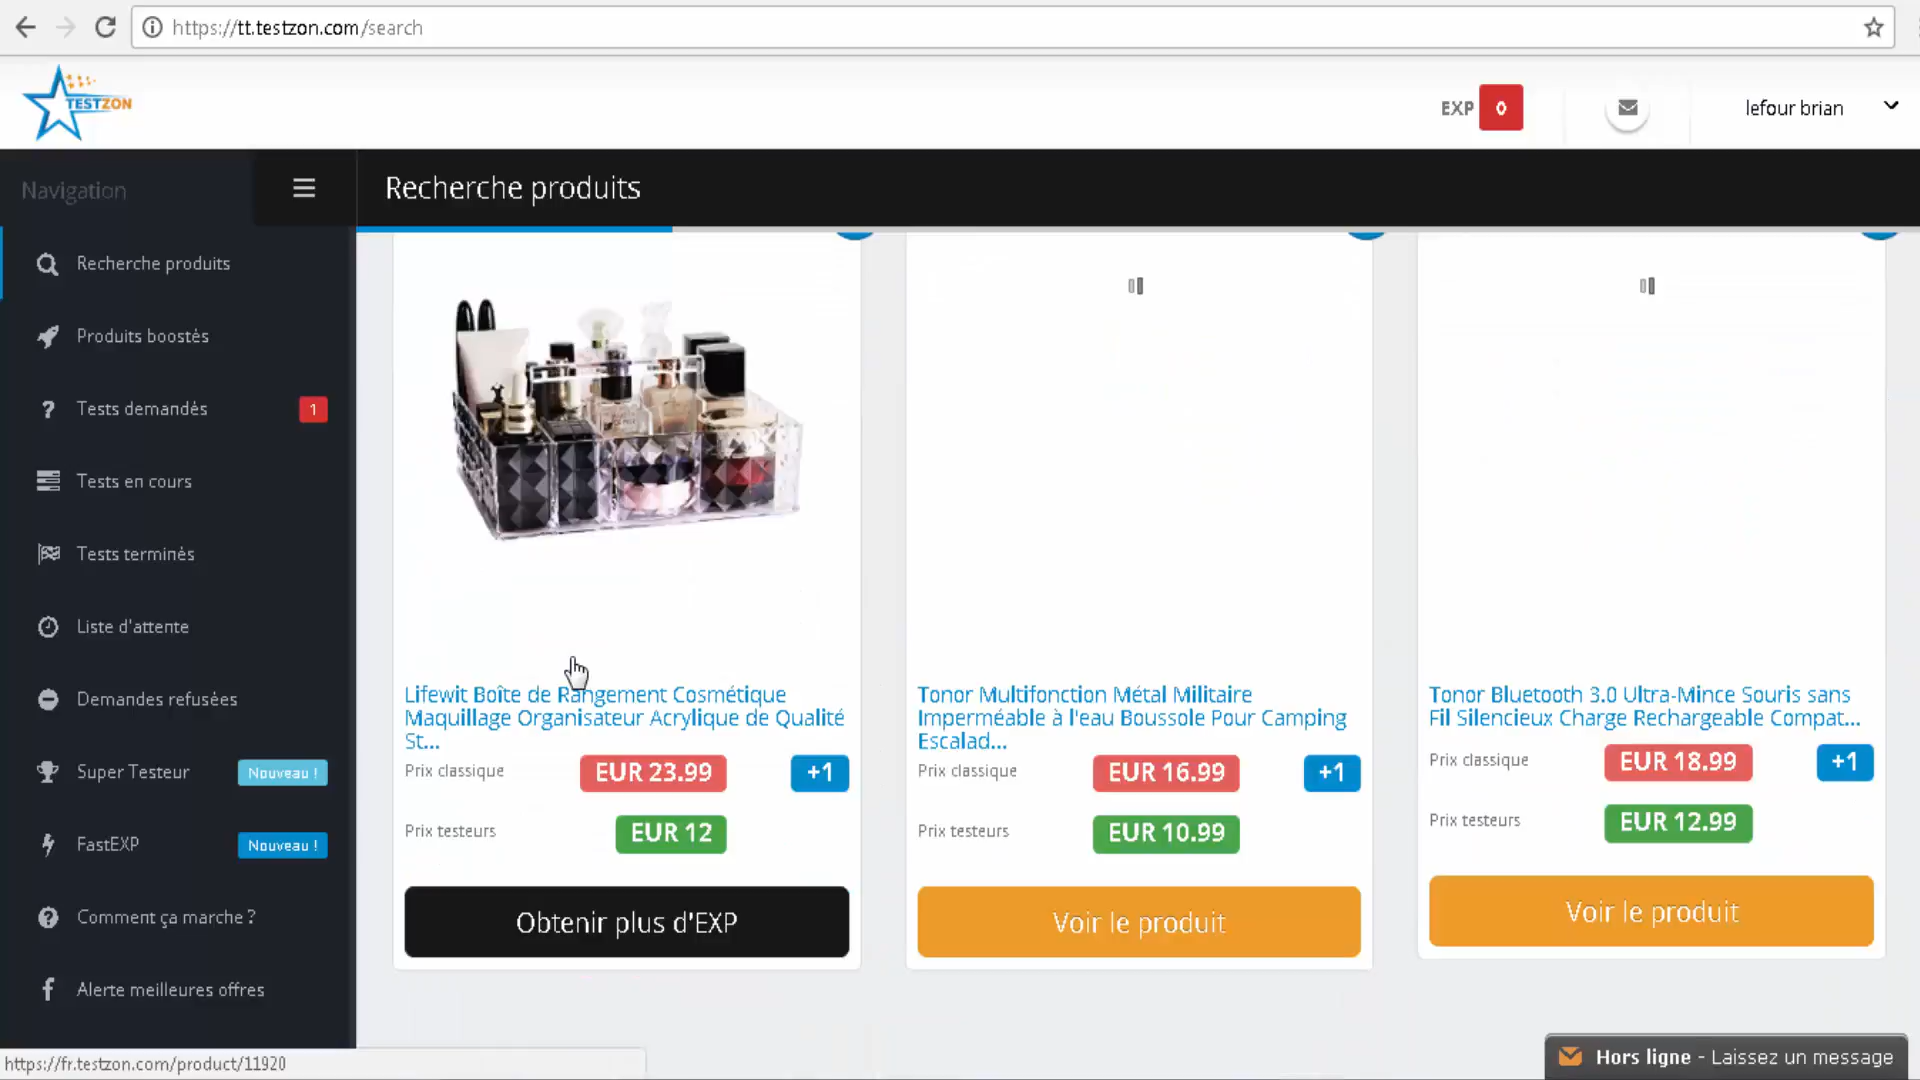 https://tt.testzon.com/search
TESTZON
EXP 0
lefour brian
Navigation
Recherche produits
Recherche produits
Produits boostés
Tests demandés 1
Tests en cours
Tests terminés
Liste d'attente
Demandes refusées
Super Testeur Nouveau !
FastEXP Nouveau !
Comment ça marche ?
Alerte meilleures offres
Lifewit Boîte de Rangement Cosmétique
Maquillage Organisateur Acrylique de Qualité
St...
Prix classique EUR 23.99 +1
Prix testeurs EUR 12
Obtenir plus d'EXP
Tonor Multifonction Métal Militaire
Imperméable à l'eau Boussole Pour Camping
Escalad...
Prix classique EUR 16.99 +1
Prix testeurs EUR 10.99
Voir le produit
Tonor Bluetooth 3.0 Ultra-Mince Souris sans
Fil Silencieux Charge Rechargeable Compat...
Prix classique EUR 18.99 +1
Prix testeurs EUR 12.99
Voir le produit
https://fr.testzon.com/product/11920
Hors ligne - Laissez un message